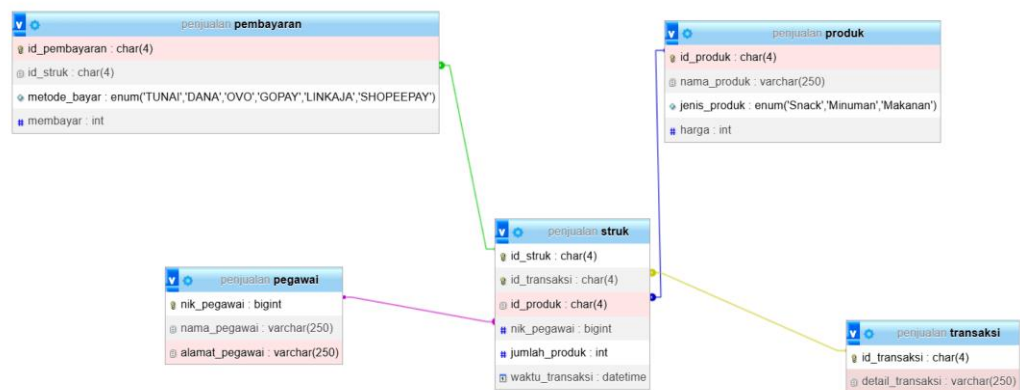 penjualan pembayaran
id_pembayaran : char(4)
id_struk : char(4)
metode_bayar : enum('TUNAI','DANA','OVO','GOPAY','LINKAJA','SHOPEEPAY')
membayar : int
penjualan produk
id_produk : char(4)
nama_produk : varchar(250)
jenis_produk : enum('Snack','Minuman','Makanan')
harga : int
penjualan struk
id_struk : char(4)
id_transaksi : char(4)
id_produk : char(4)
nik_pegawai : bigint
jumlah_produk : int
waktu_transaksi : datetime
penjualan pegawai
nik_pegawai : bigint
nama_pegawai : varchar(250)
alamat_pegawai : varchar(250)
penjualan transaksi
id_transaksi : char(4)
detail_transaksi : varchar(250)